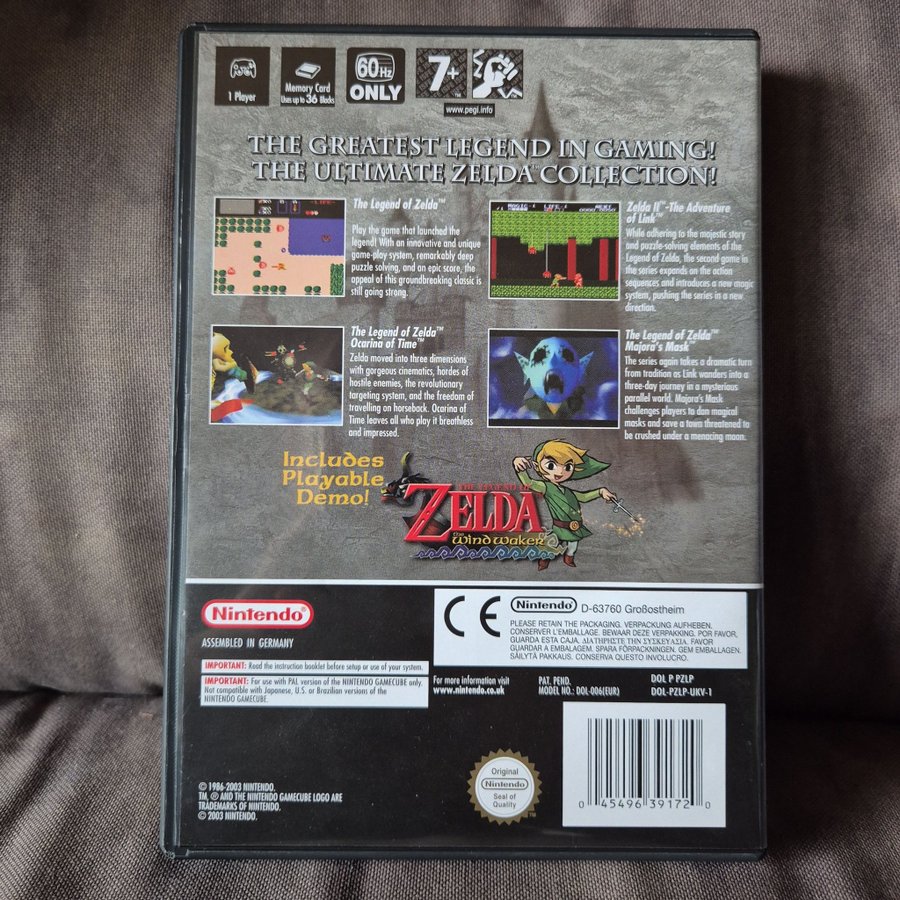 1 Player
Memory Card
Uses up to 36 Blocks
60Hz
ONLY
7+
www.pegi.info
THE GREATEST LEGEND IN GAMING!
THE ULTIMATE ZELDA™ COLLECTION!
The Legend of Zelda™
Play the game that launched the
legend! With an innovative and unique
game-play system, remarkably deep
puzzle solving, and an epic score, the
appeal of this groundbreaking classic is
still going strong.
Zelda II™-The Adventure
of Link™
While adhering to the majestic story
and puzzle-solving elements of the
Legend of Zelda, the second game in
the series expands on the action
sequences and introduces a new magic
system, pushing the series in a new
direction.
The Legend of Zelda™
Ocarina of Time™
Zelda moved into three dimensions
with gorgeous cinematics, hordes of
hostile enemies, the revolutionary
targeting system, and the freedom of
travelling on horseback. Ocarina of
Time leaves all who play it breathless
and impressed.
The Legend of Zelda™
Majora's Mask™
The series again takes a dramatic turn
from tradition as Link wanders into a
three-day journey in a mysterious
parallel world. Majora's Mask
challenges players to don magical
masks and save a town threatened to
be crushed under a menacing moon.
Includes
Playable
Demo!
THE LEGEND OF
ZELDA
the
Wind Waker
Nintendo®
ASSEMBLED IN GERMANY
IMPORTANT: Read the instruction booklet before setup or use of your system.
IMPORTANT: For use with PAL version of the NINTENDO GAMECUBE only.
Not compatible with Japanese, U.S. or Brazilian versions of the
NINTENDO GAMECUBE.
CE
Nintendo® D-63760 Großostheim
PLEASE RETAIN THE PACKAGING. VERPACKUNG AUFHEBEN.
CONSERVER L'EMBALLAGE. BEWAAR DEZE VERPAKKING. POR FAVOR,
GUARDA ESTA CAJA. ΔΙΑΤΗΡΗΣΤΕ ΤΗΝ ΣΥΣΚΕΥΑΣΙΑ. FAVOR
GUARDAR A EMBALAGEM. SPARA FÖRPACKNINGEN. GEM EMBALLAGEN.
SÄILYTÄ PAKKAUS. CONSERVA QUESTO INVOLUCRO.
For more information visit
www.nintendo.co.uk
PAT. PEND.
MODEL NO.: DOL-006(EUR)
DOL P PZLP
DOL-PZLP-UKV-1
© 1986-2003 NINTENDO.
TM, ® AND THE NINTENDO GAMECUBE LOGO ARE
TRADEMARKS OF NINTENDO.
© 2003 NINTENDO.
Original
Nintendo
Seal of
Quality
0 45496 39172 0